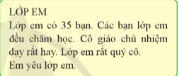 LỚP EM
Lớp em có 35 bạn. Các bạn lớp em
đều chăm học. Cô giáo chủ nhiệm
dạy rất hay. Lớp em rất quý cô.
Em yêu lớp em.